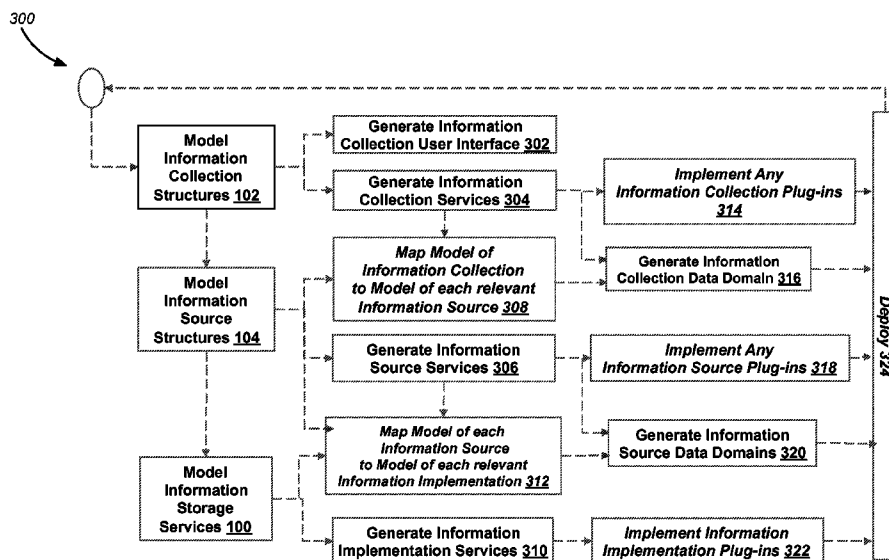 300
Model
Information
Collection
Structures 102
Generate Information
Collection User Interface 302
Generate Information
Collection Services 304
Implement Any
Information Collection Plug-ins
314
Map Model of
Information Collection
to Model of each relevant
Information Source 308
Generate Information
Collection Data Domain 316
Model
Information
Source
Structures 104
Generate Information
Source Services 306
Implement Any
Information Source Plug-ins 318
Map Model of each
Information Source
to Model of each relevant
Information Implementation 312
Generate Information
Source Data Domains 320
Model
Information
Storage
Services 100
Generate Information
Implementation Services 310
Implement Information
Implementation Plug-ins 322
Deploy 324